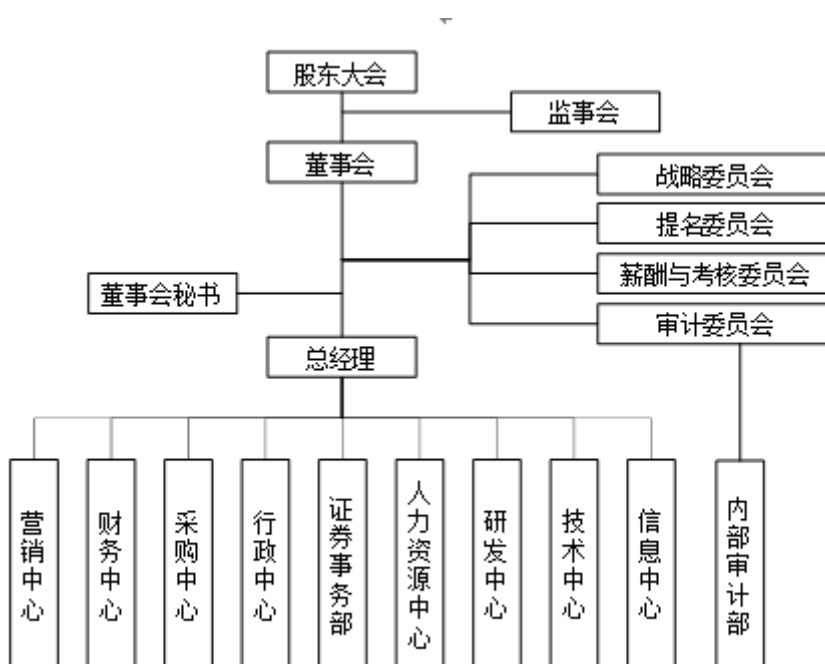 股东大会
监事会
董事会
战略委员会
提名委员会
薪酬与考核委员会
董事会秘书
审计委员会
总经理
营销中心
财务中心
采购中心
行政中心
证券事务部
人力资源中心
研发中心
技术中心
信息中心
内部审计部